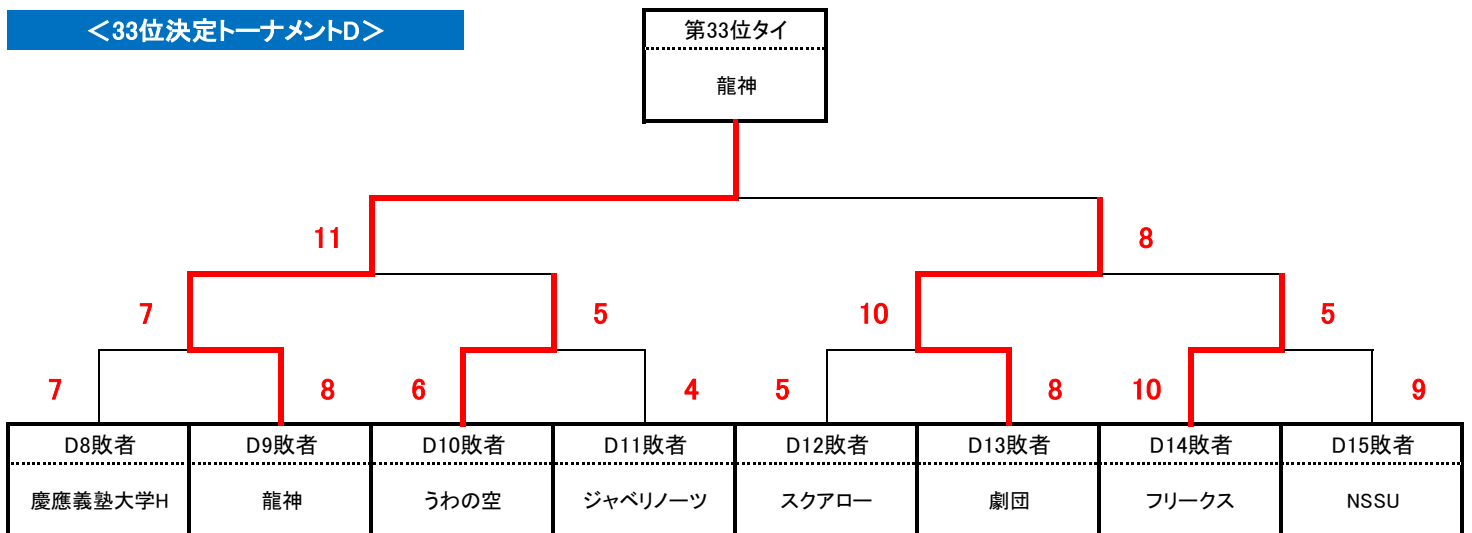 <33位決定トーナメントD>
第33位タイ
龍神
11 8
7 5 10 5
7 8 6 4 5 8 10 9
D8敗者 D9敗者 D10敗者 D11敗者 D12敗者 D13敗者 D14敗者 D15敗者
慶應義塾大学H 龍神 うわの空 ジャベリノーツ スクアロー 劇団 フリークス NSSU